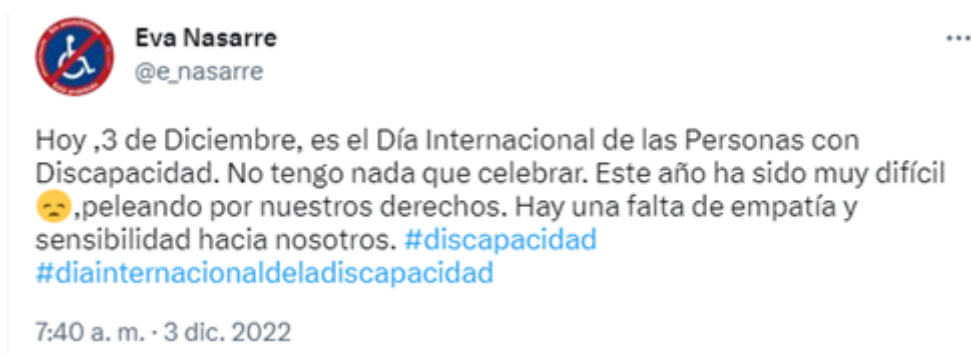 Eva Nasarre
@e_nasarre
Hoy ,3 de Diciembre, es el Día Internacional de las Personas con
Discapacidad. No tengo nada que celebrar. Este año ha sido muy difícil
😞,peleando por nuestros derechos. Hay una falta de empatía y
sensibilidad hacia nosotros. #discapacidad
#diainternacionaldeladiscapacidad
7:40 a. m. · 3 dic. 2022